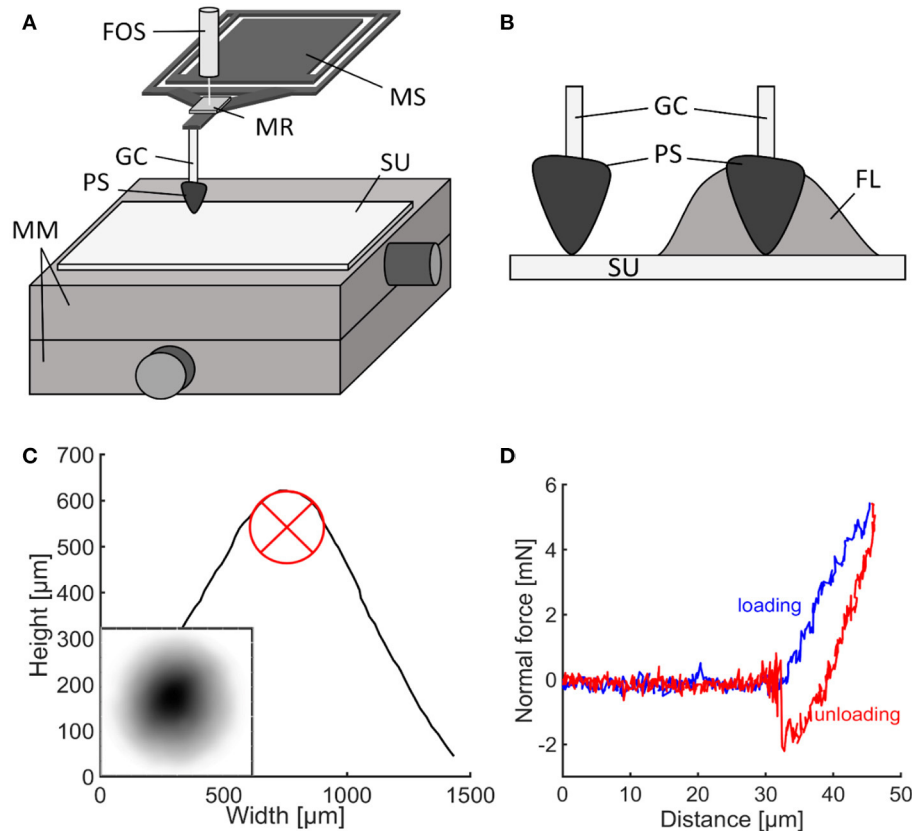 A
FOS
MS
MR
GC
PS
SU
MM
B
GC
PS
FL
SU
C
700
600
500
400
300
200
100
0
Height [µm]
0
500
1000
1500
Width [µm]
D
6
4
2
0
-2
Normal force [mN]
loading
unloading
0
10
20
30
40
50
Distance [µm]